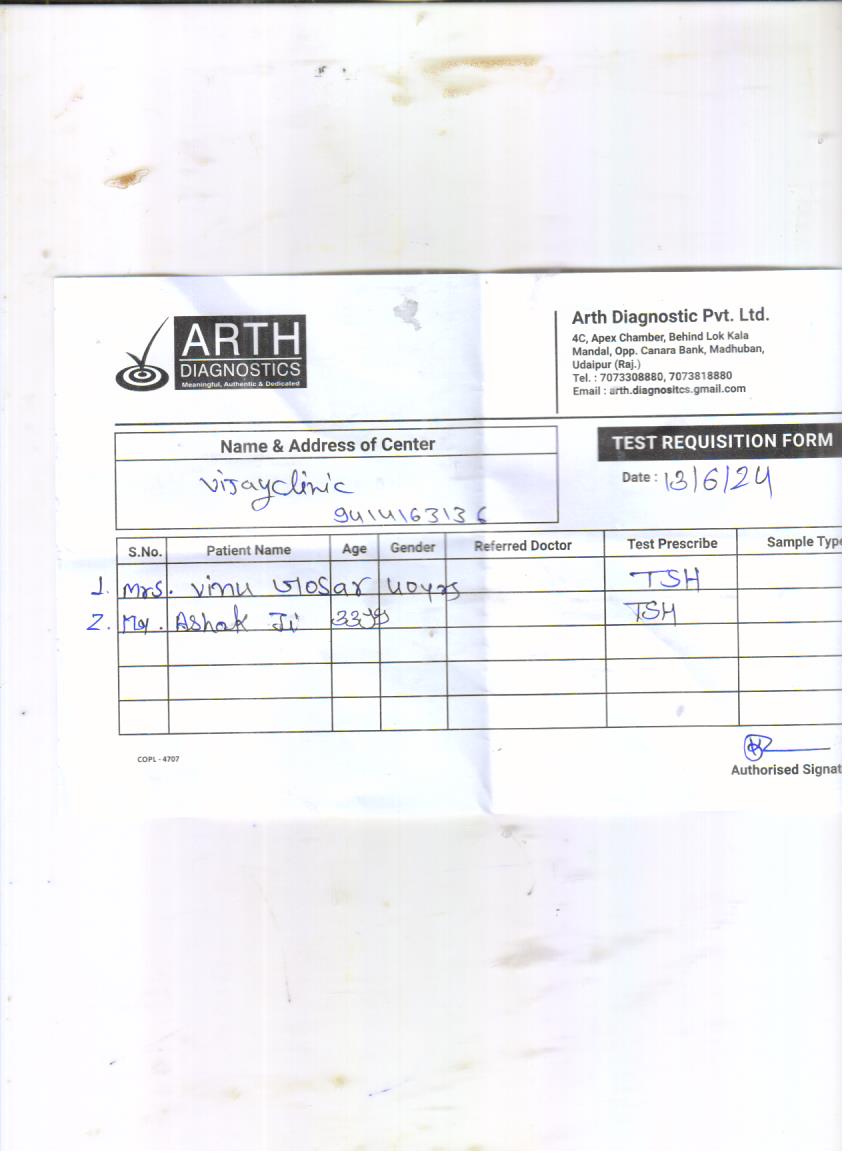 ARTH
DIAGNOSTICS
Meaningful, Authentic & Dedicated
Arth Diagnostic Pvt. Ltd.
4C, Apex Chamber, Behind Lok Kala
Mandal, Opp. Canara Bank, Madhuban,
Udaipur (Raj.)
Tel. : 7073308880, 7073818880
Email : arth.diagnositcs.gmail.com
Name & Address of Center
TEST REQUISITION FORM
vijayclinic
9414163136
Date : 13/6/24
S.No. Patient Name Age Gender Referred Doctor Test Prescribe Sample Type
1. Mrs. vinu 40yrs TSH
2. Mr. Ashok Ji 33yrs TSH
COPL - 4707
Authorised Signat